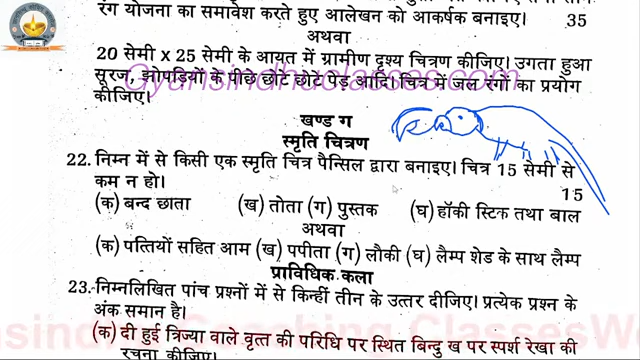 रंग योजना का समावेश करते हुए आलेखन को आकर्षक बनाइए। 35
अथवा
20 सेमी x 25 सेमी के आयत में ग्रामीण दृश्य चित्रण कीजिए। उगता हुआ
सूरज, झोपड़ियों के पीछे छोटे छोटे पेड़ आदि। चित्र में जल रंगों का प्रयोग
कीजिए।
Gyansindhuclasses.com
खण्ड ग
स्मृति चित्रण
22. निम्न में से किसी एक स्मृति चित्र पैन्सिल द्वारा बनाइए। चित्र 15 सेमी से
कम न हो। 15
(क) बन्द छाता (ख) तोता (ग) पुस्तक (घ) हॉकी स्टिक तथा बाल
अथवा
(क) पत्तियों सहित आम (ख) पपीता (ग) लौकी (घ) लैम्प शेड के साथ लैम्प
प्राविधिक कला
23. निम्नलिखित पांच प्रश्नों में से किन्हीं तीन के उत्तर दीजिए। प्रत्येक प्रश्न के
अंक समान है।
(क) दी हुई त्रिज्या वाले वृत्त की परिधि पर स्थित विन्दु ख पर स्पर्श रेखा की
रचना कीजिए।